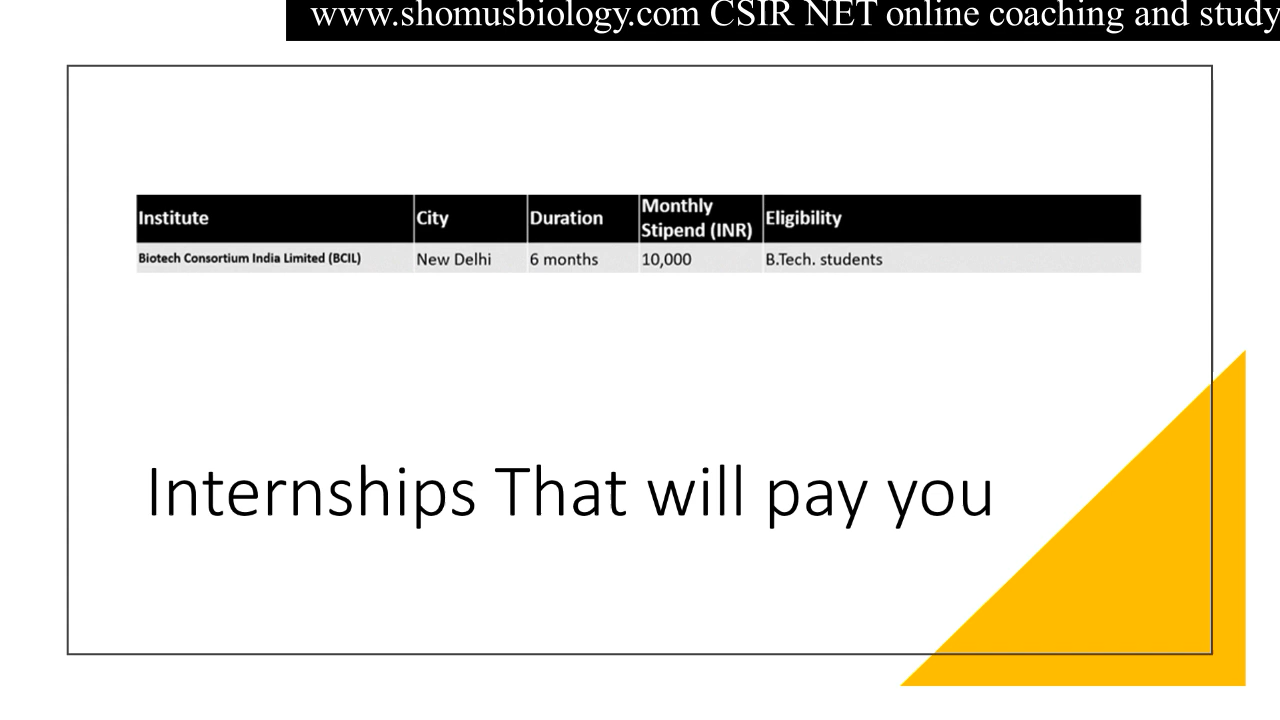 www.shomusbiology.com CSIR NET online coaching and study
Institute City Duration Monthly Stipend (INR) Eligibility
Biotech Consortium India Limited (BCIL) New Delhi 6 months 10,000 B.Tech. students
Internships That will pay you